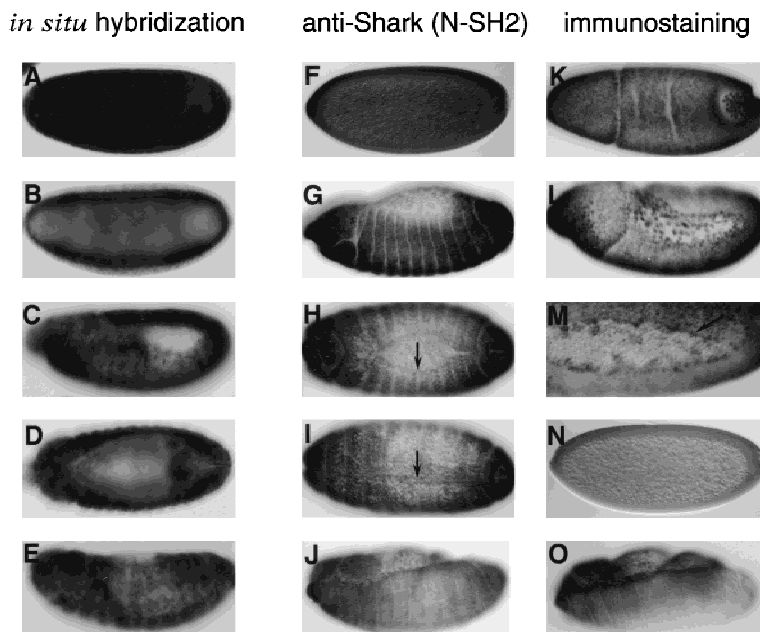 in situ hybridization anti-Shark (N-SH2) immunostaining
A F K
B G I
C H M
D I N
E J O